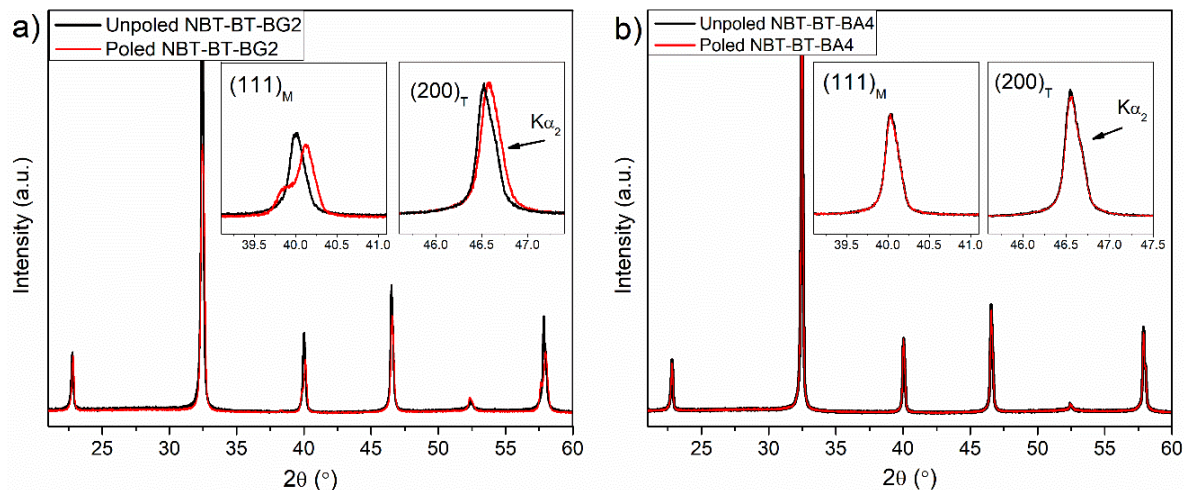 a)
Unpoled NBT-BT-BG2
Poled NBT-BT-BG2
(111)M
(200)T
Kα2
39.5 40.0 40.5 41.0
46.0 46.5 47.0
Intensity (a.u.)
25 30 35 40 45 50 55 60
2θ (°)
b)
Unpoled NBT-BT-BA4
Poled NBT-BT-BA4
(111)M
(200)T
Kα2
39.5 40.0 40.5 41.0
46.0 46.5 47.0 47.5
Intensity (a.u.)
25 30 35 40 45 50 55 60
2θ (°)